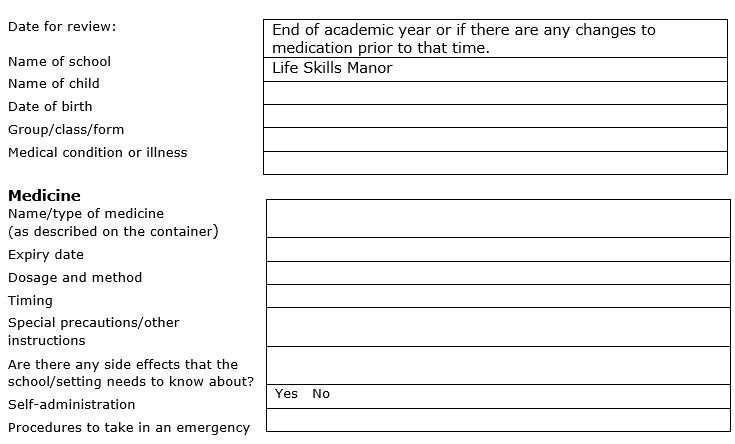 Date for review:
End of academic year or if there are any changes to
medication prior to that time.
Name of school
Life Skills Manor
Name of child
Date of birth
Group/class/form
Medical condition or illness
Medicine
Name/type of medicine
(as described on the container)
Expiry date
Dosage and method
Timing
Special precautions/other
instructions
Are there any side effects that the
school/setting needs to know about?
Self-administration
Yes No
Procedures to take in an emergency